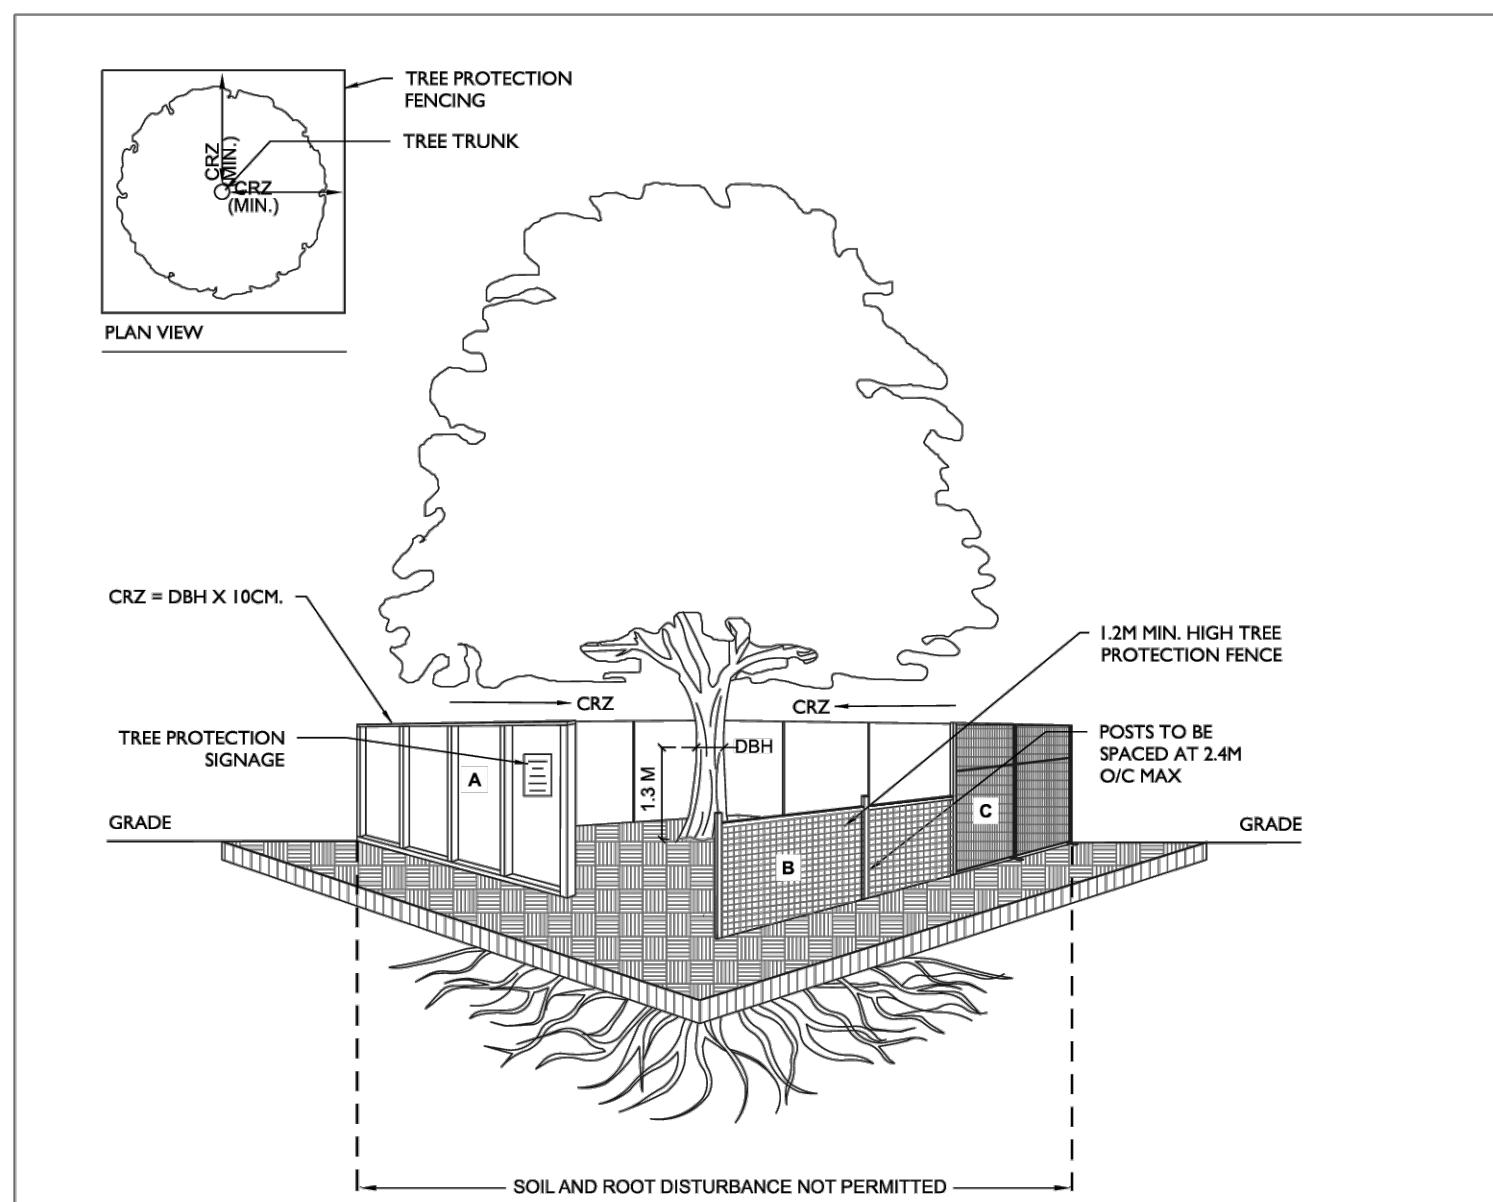 TREE PROTECTION
FENCING
TREE TRUNK
CRZ
(MIN.)
CRZ
(MIN.)
PLAN VIEW
CRZ = DBH X 10CM.
1.2M MIN. HIGH TREE
PROTECTION FENCE
CRZ
CRZ
TREE PROTECTION
SIGNAGE
POSTS TO BE
SPACED AT 2.4M
O/C MAX
DBH
1.3 M
A
B
C
GRADE
GRADE
SOIL AND ROOT DISTURBANCE NOT PERMITTED